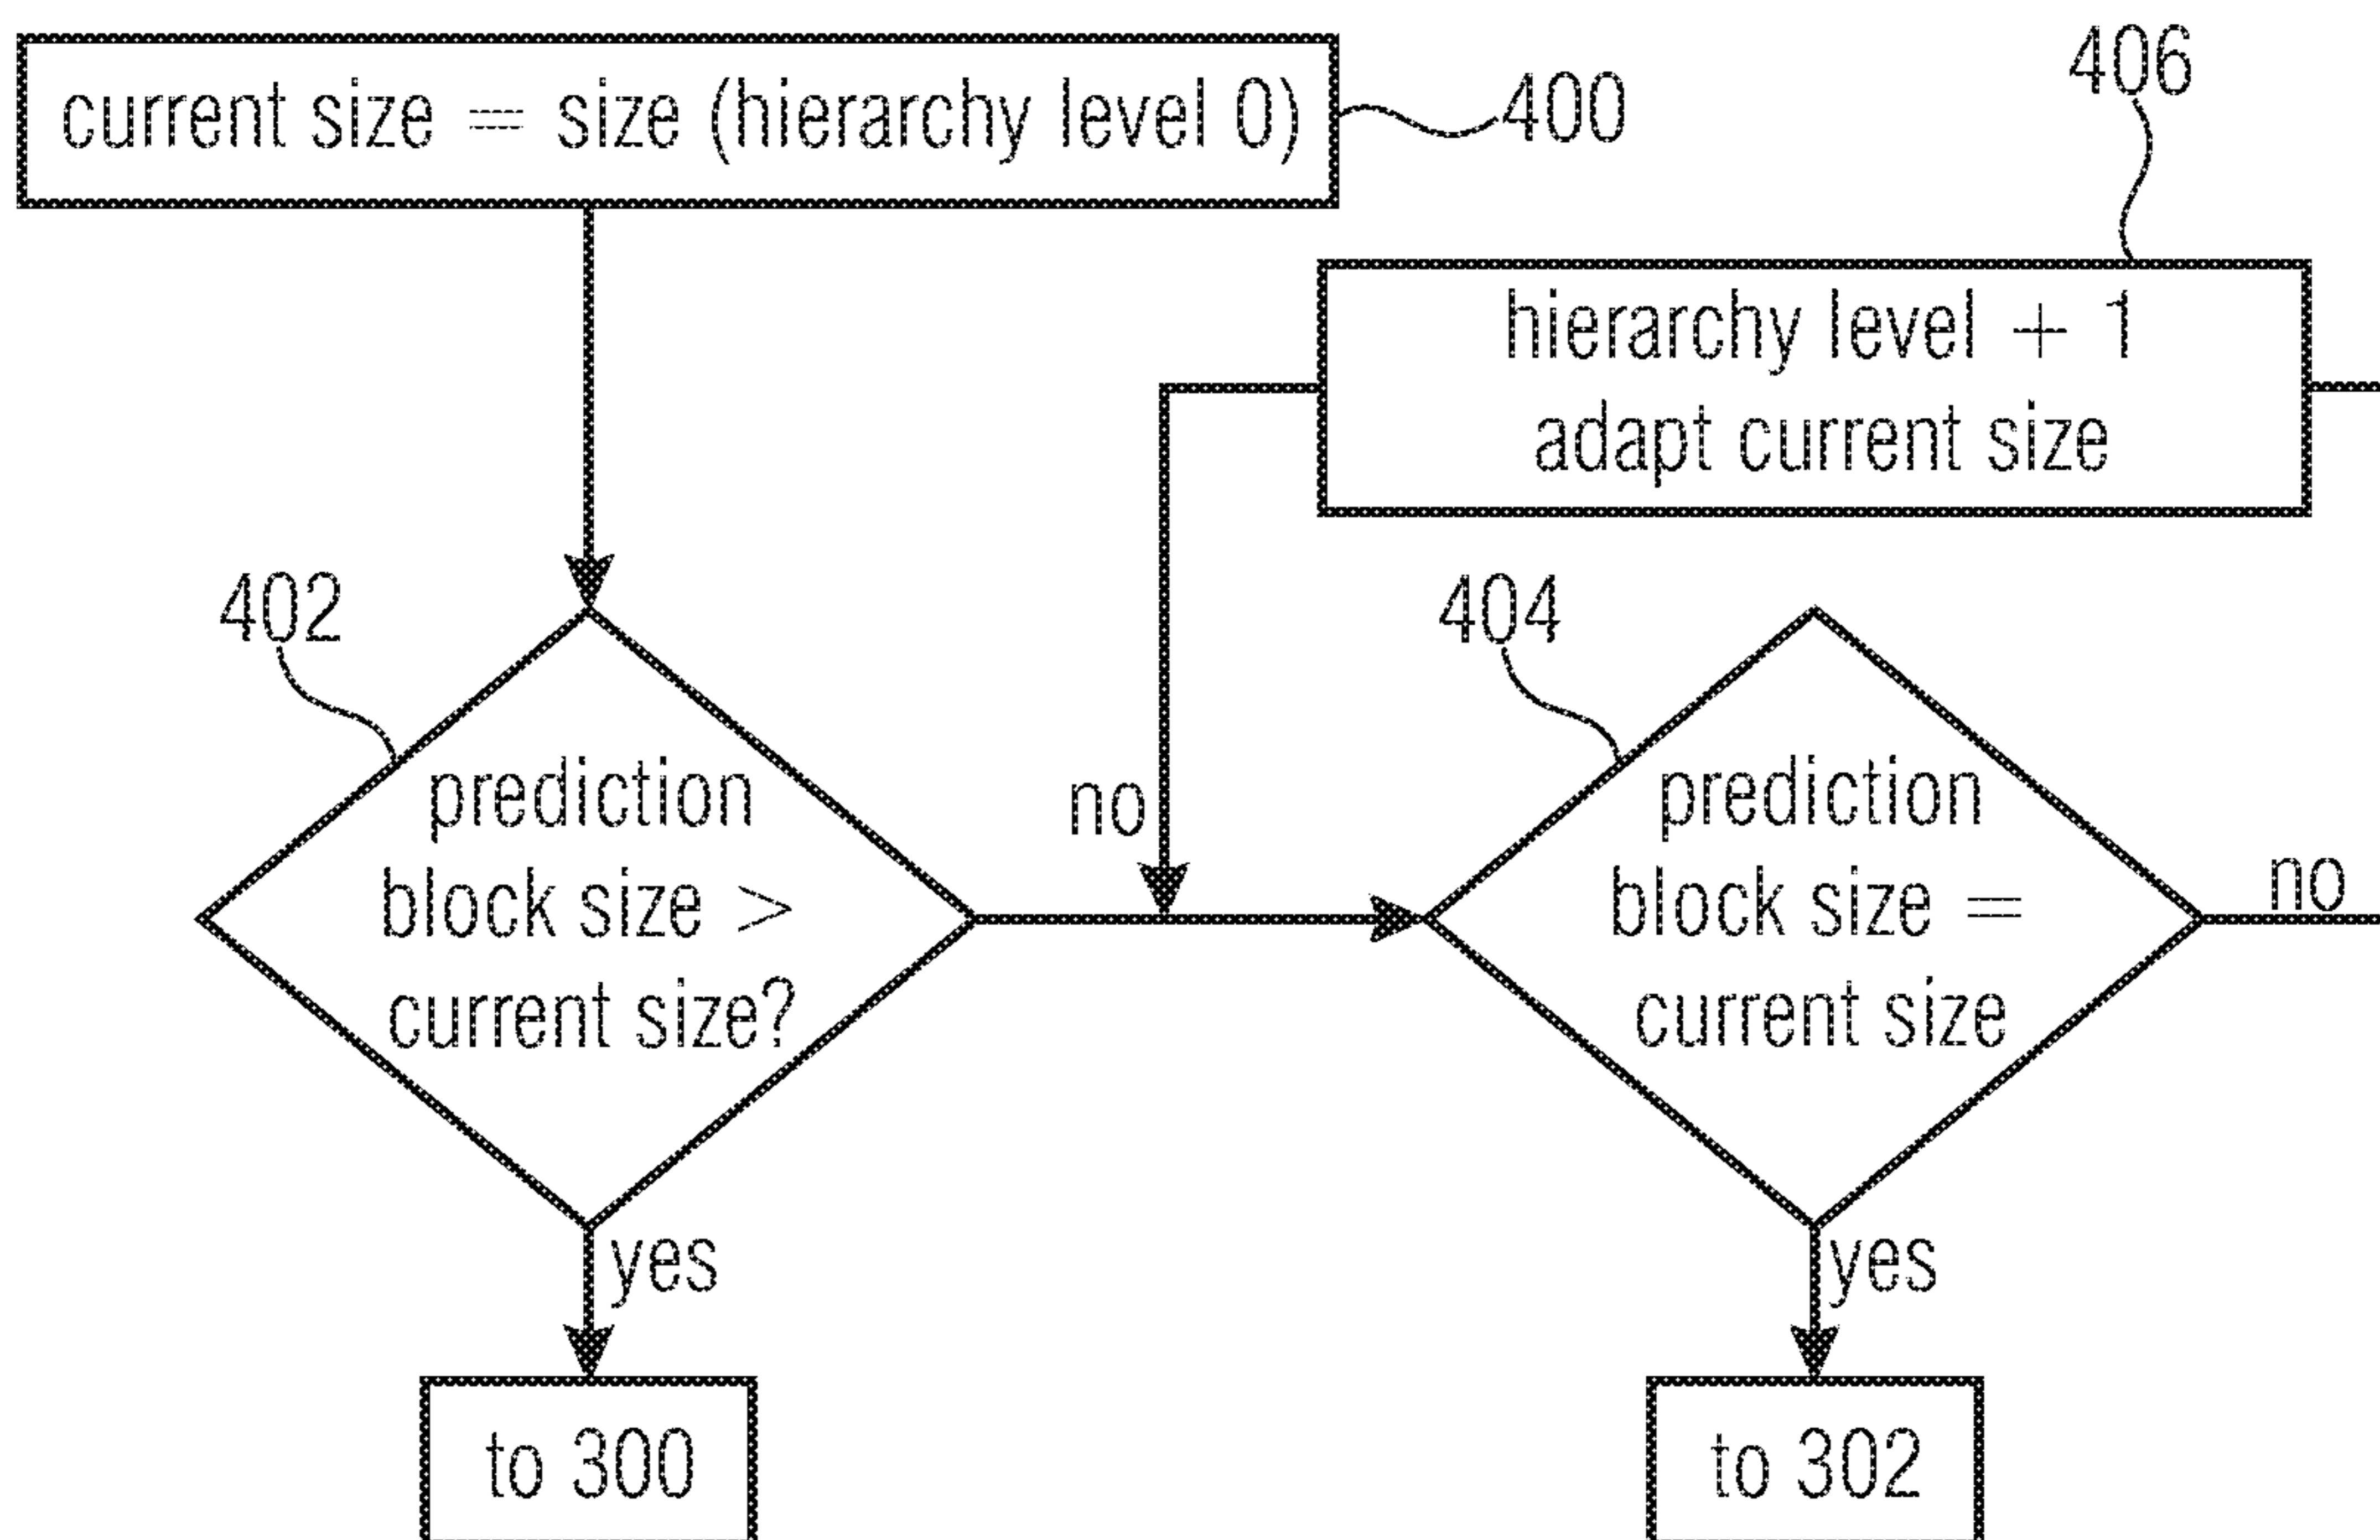 current size = size (hierarchy level 0)
400
406
hierarchy level + 1
adapt current size
402
prediction
block size >
current size?
no
404
prediction
block size =
current size
no
yes
yes
to 300
to 302